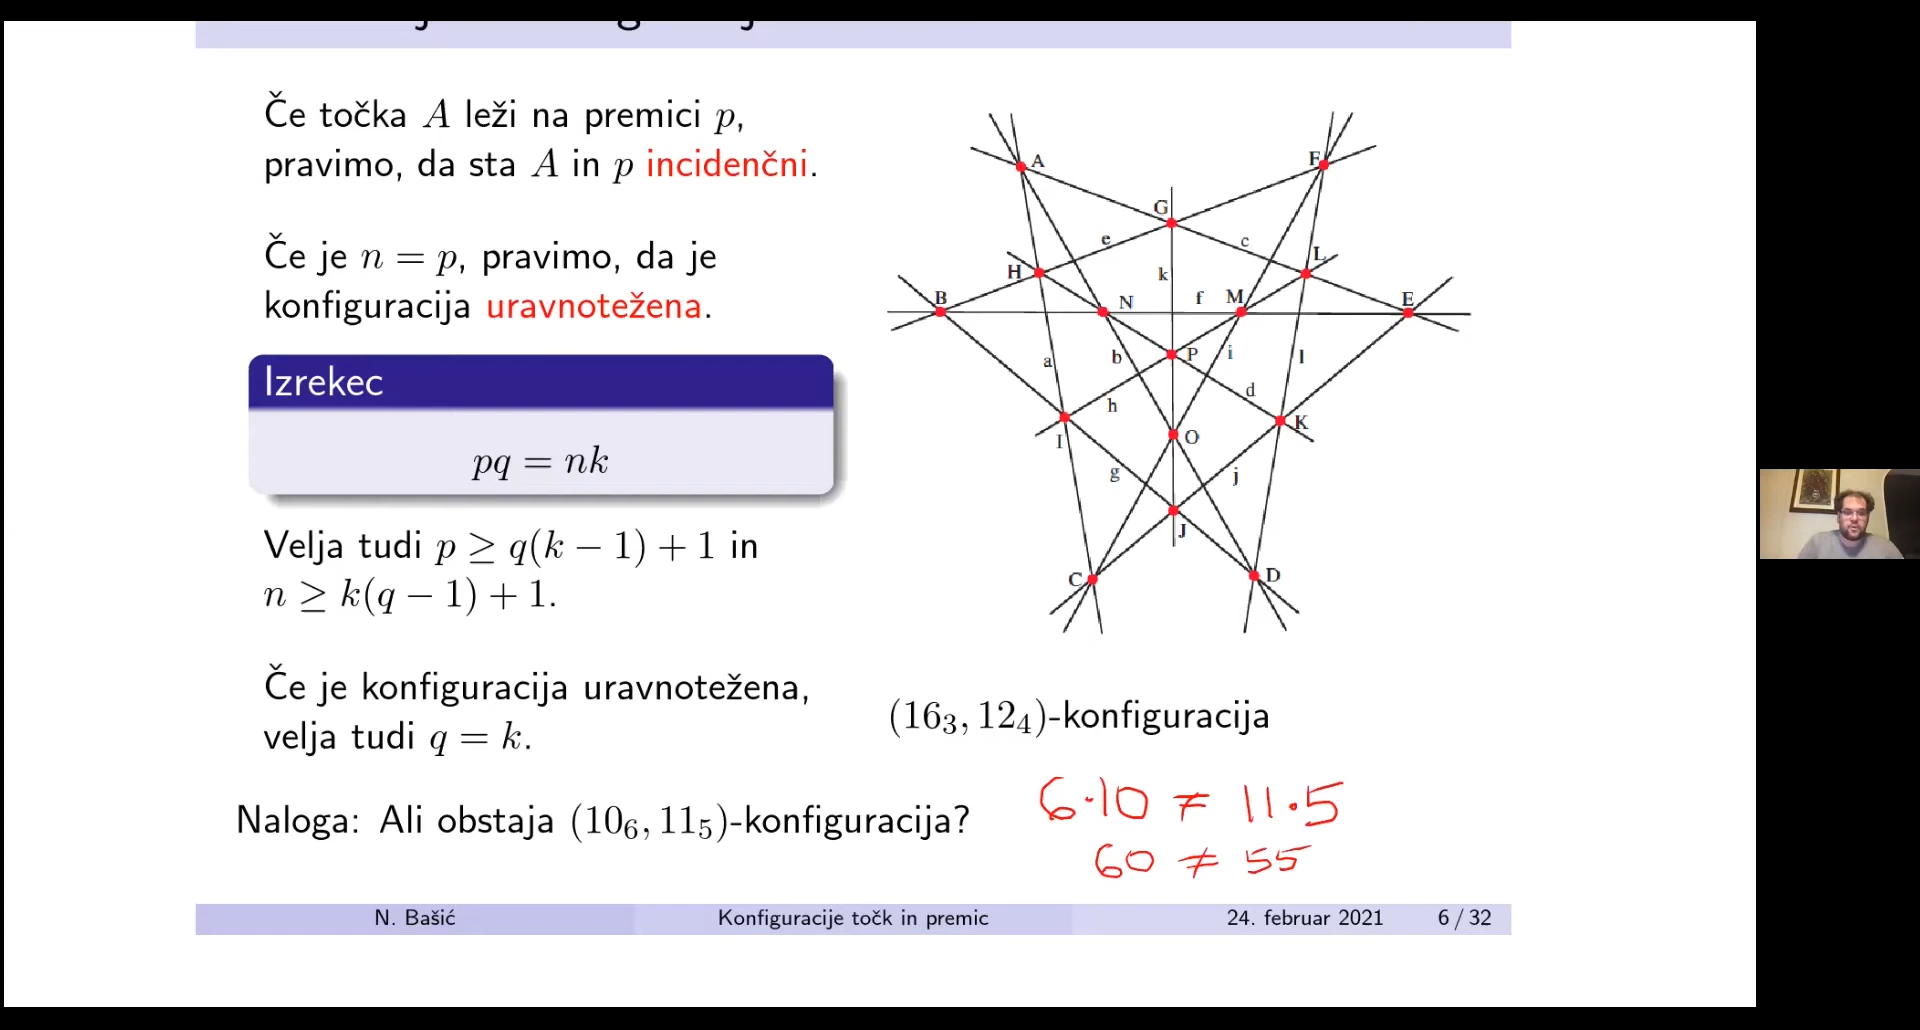 Če točka A leži na premici p,
pravimo, da sta A in p incidenčni.
Če je n = p, pravimo, da je
konfiguracija uravnotežena.
Izrekec
pq = nk
Velja tudi p ≥ q(k − 1) + 1 in
n ≥ k(q − 1) + 1.
Če je konfiguracija uravnotežena,
velja tudi q = k.
A F
G
e c
H L
k
B N f M E
a b P i l
d
h
I O K
g j
J
C D
(16₃, 12₄)-konfiguracija
Naloga: Ali obstaja (10₆, 11₅)-konfiguracija?
6·10 ≠ 11·5
60 ≠ 55
N. Bašić Konfiguracije točk in premic 24. februar 2021 6 / 32